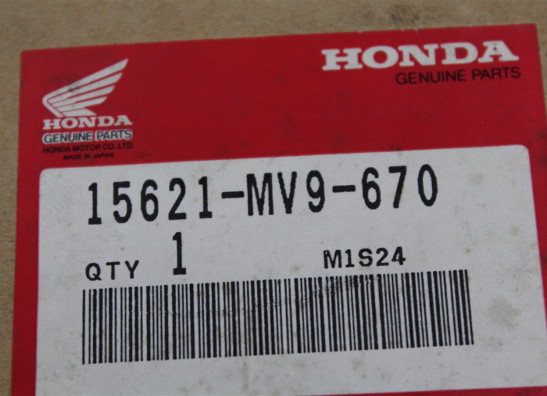 HONDA
GENUINE PARTS
HONDA
GENUINE PARTS
HONDA MOTOR CO.,LTD.
MADE IN JAPAN
15621-MV9-670
QTY 1 M1S24